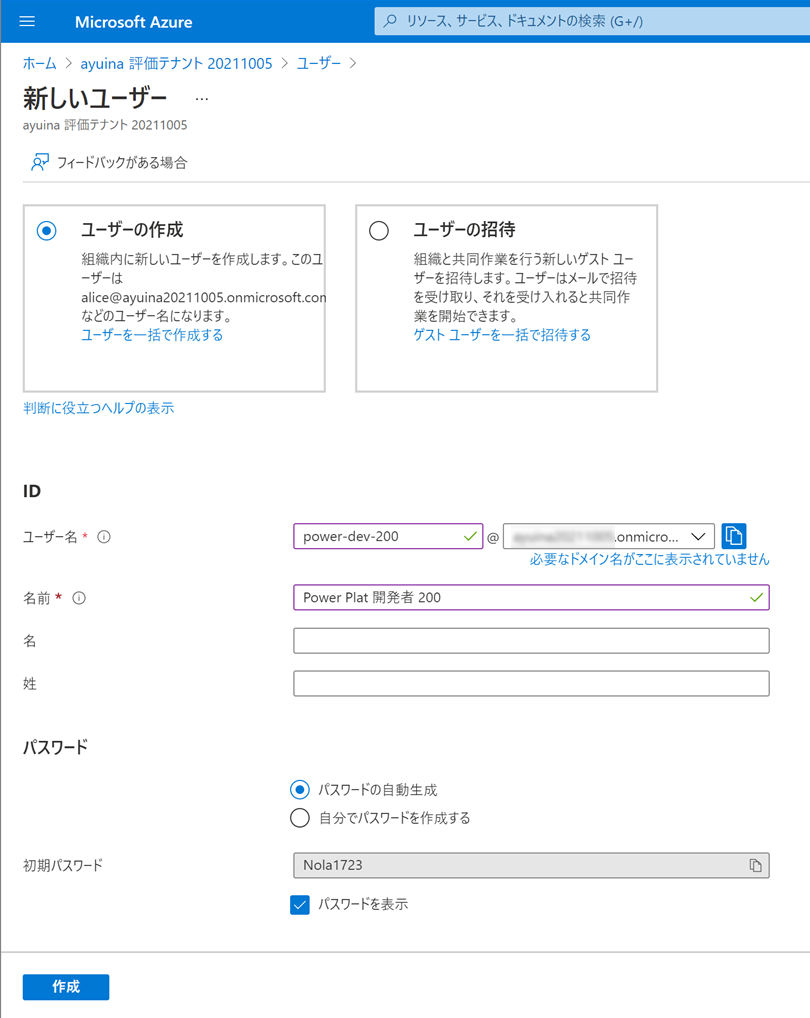 Microsoft Azure
リソース、サービス、ドキュメントの検索 (G+/)
ホーム > ayuina 評価テナント 20211005 > ユーザー >
新しいユーザー ...
ayuina 評価テナント 20211005
フィードバックがある場合
ユーザーの作成
組織内に新しいユーザーを作成します。このユ
ーザーは
alice@ayuina20211005.onmicrosoft.com
などのユーザー名になります。
ユーザーを一括で作成する
ユーザーの招待
組織と共同作業を行う新しいゲスト ユー
ザーを招待します。ユーザーはメールで招待
を受け取り、それを受け入れると共同作
業を開始できます。
ゲスト ユーザーを一括で招待する
判断に役立つヘルプの表示
ID
ユーザー名 *
power-dev-200 @ .onmicro...
必要なドメイン名がここに表示されていません
名前 *
Power Plat 開発者 200
名
姓
パスワード
パスワードの自動生成
自分でパスワードを作成する
初期パスワード
Nola1723
パスワードを表示
作成